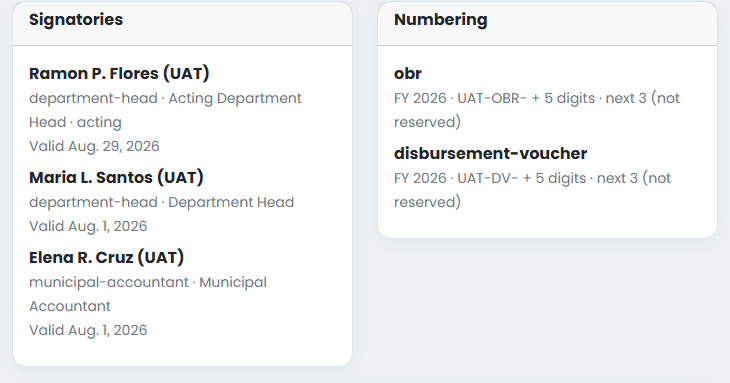 Signatories
Ramon P. Flores (UAT)
department-head · Acting Department
Head · acting
Valid Aug. 29, 2026
Maria L. Santos (UAT)
department-head · Department Head
Valid Aug. 1, 2026
Elena R. Cruz (UAT)
municipal-accountant · Municipal
Accountant
Valid Aug. 1, 2026
Numbering
obr
FY 2026 · UAT-OBR- + 5 digits · next 3 (not
reserved)
disbursement-voucher
FY 2026 · UAT-DV- + 5 digits · next 3 (not
reserved)